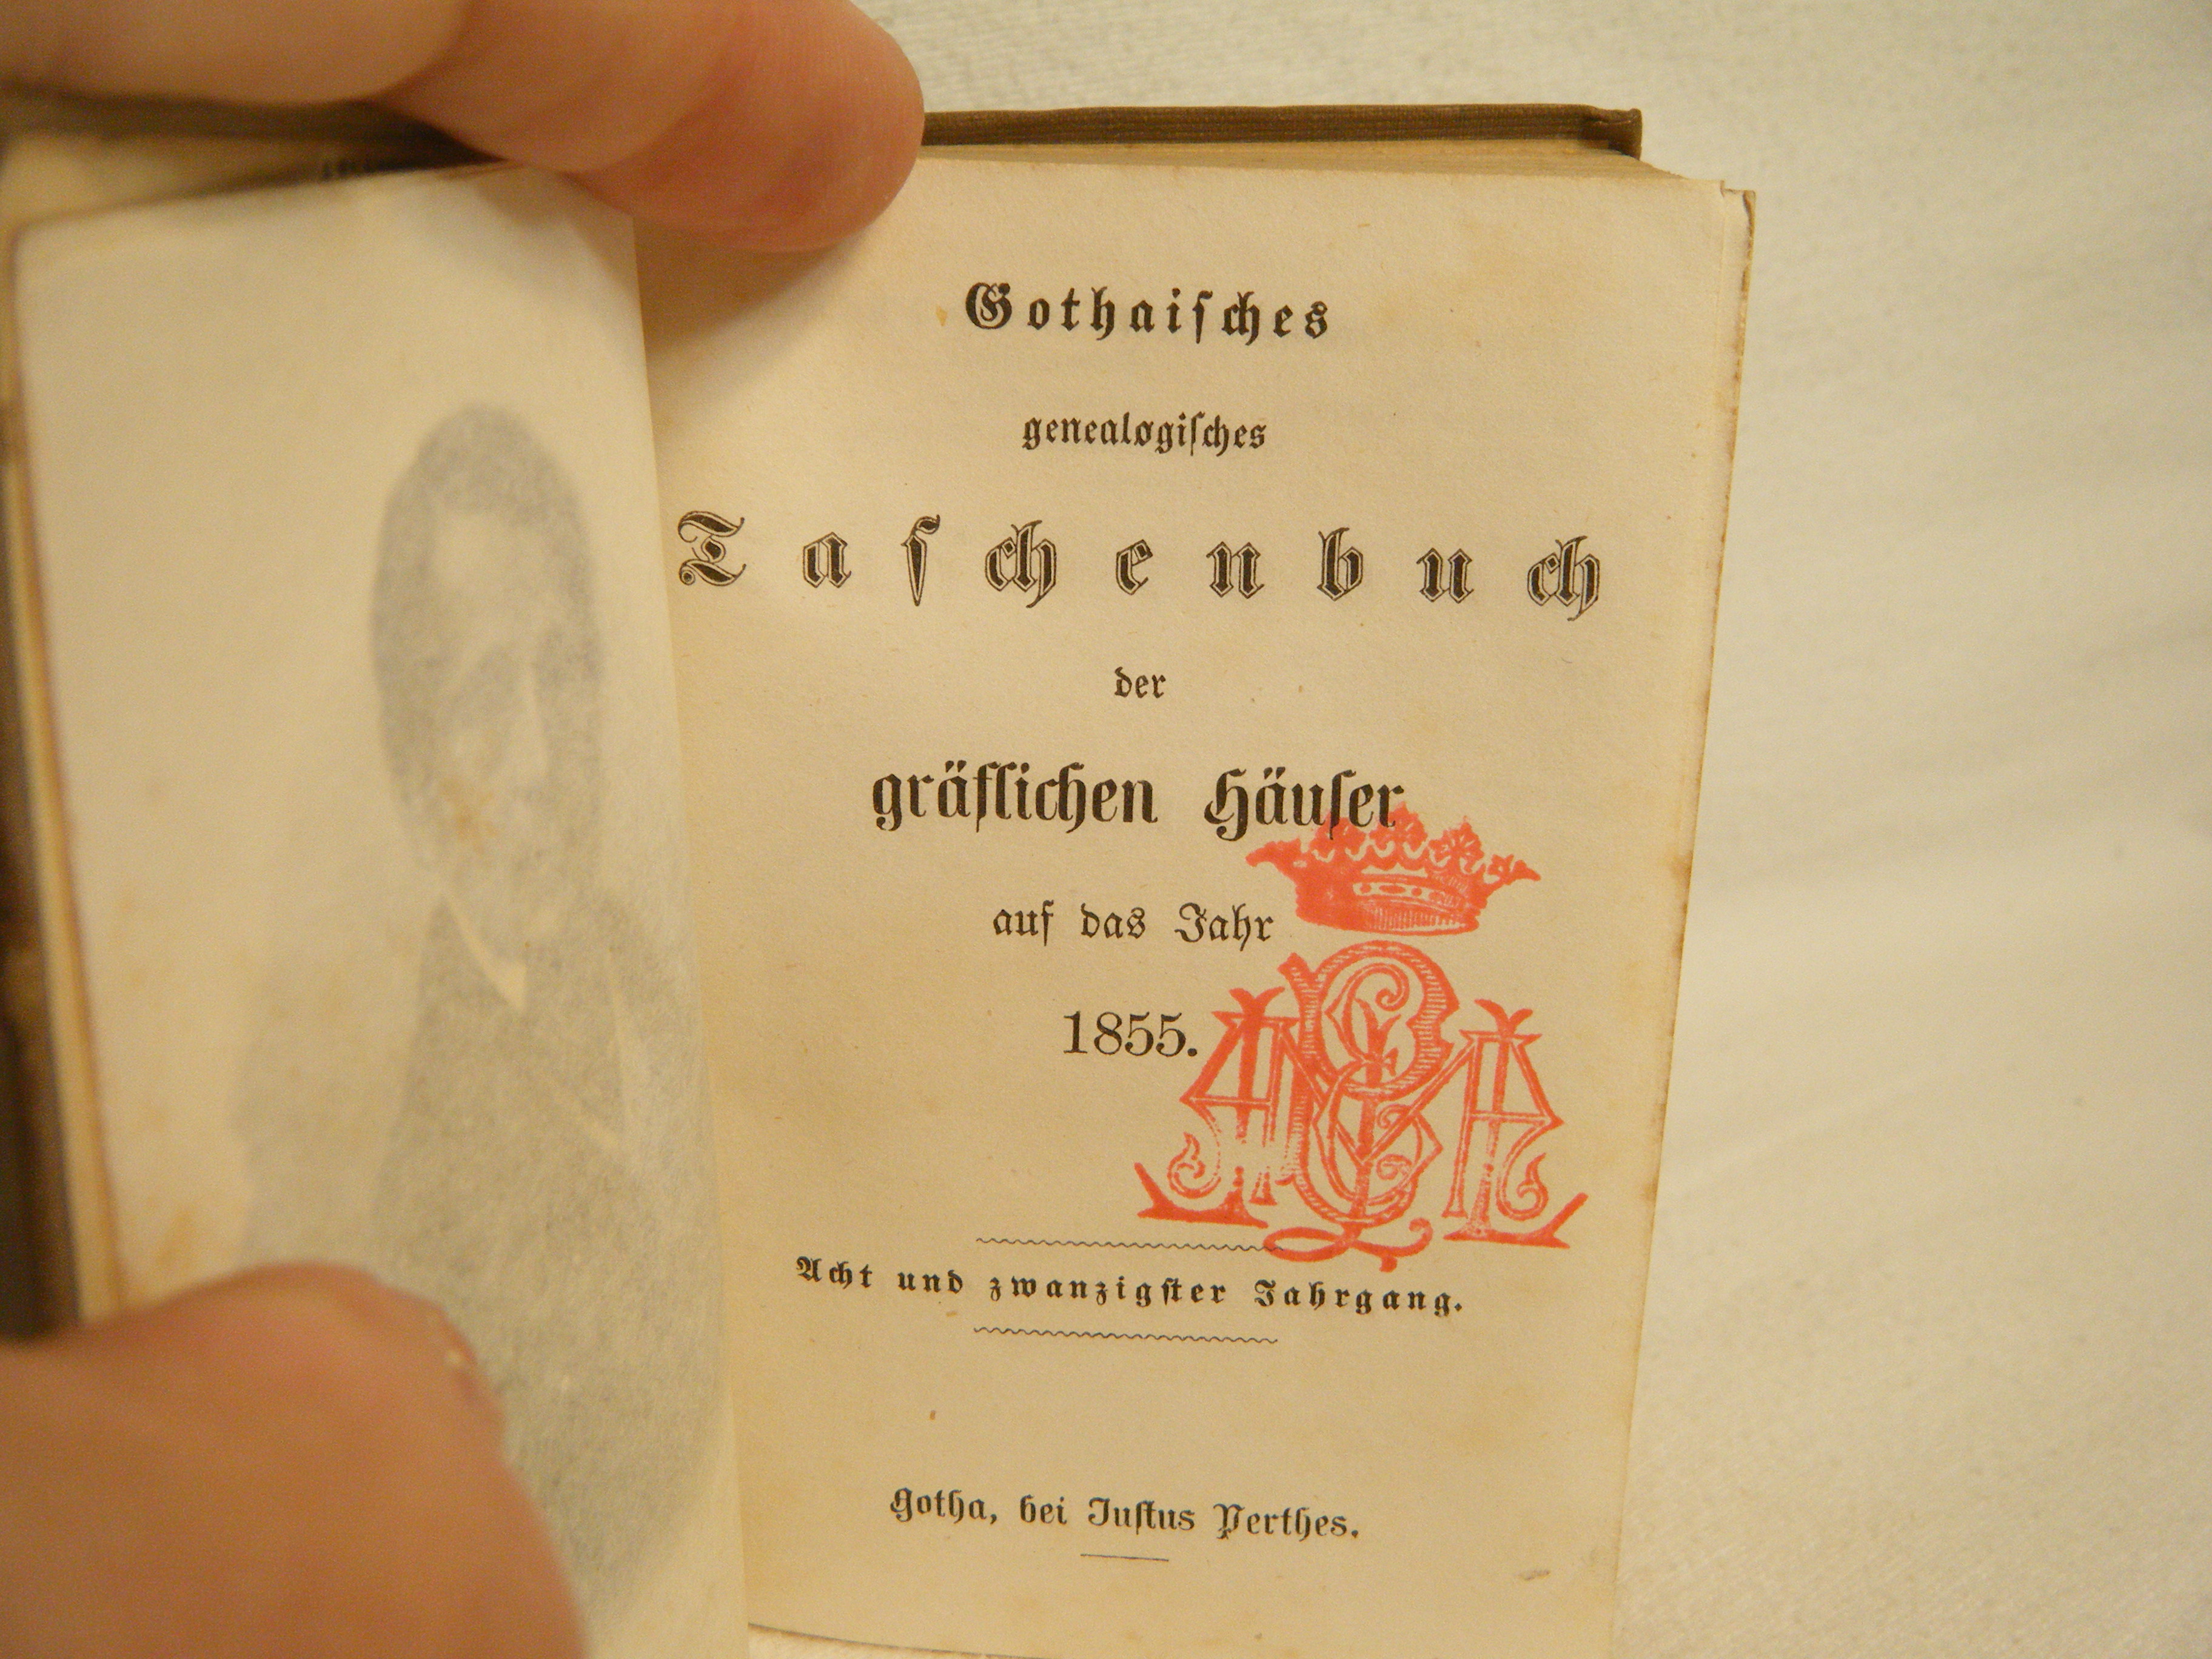 Gothaiſches
genealogiſches
Taſchenbuch
der
gräflichen Häuſer
auf das Jahr
1855.
Acht und zwanzigſter Jahrgang.
Gotha, bei Juſtus Perthes.